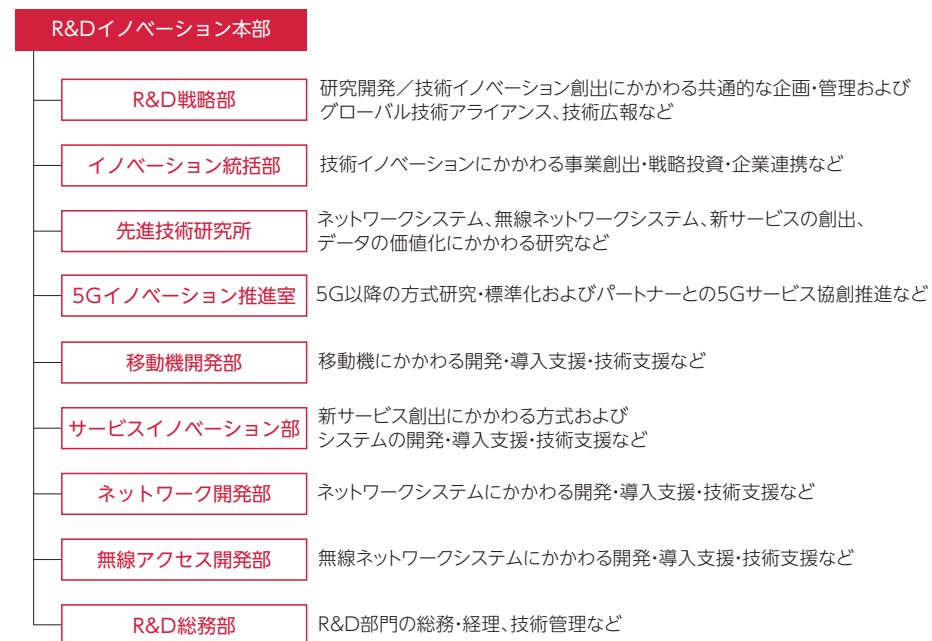 R&Dイノベーション本部
R&D戦略部
研究開発／技術イノベーション創出にかかわる共通的な企画・管理および
グローバル技術アライアンス、技術広報など
イノベーション統括部
技術イノベーションにかかわる事業創出・戦略投資・企業連携など
先進技術研究所
ネットワークシステム、無線ネットワークシステム、新サービスの創出、
データの価値化にかかわる研究など
5Gイノベーション推進室
5G以降の方式研究・標準化およびパートナーとの5Gサービス協創推進など
移動機開発部
移動機にかかわる開発・導入支援・技術支援など
サービスイノベーション部
新サービス創出にかかわる方式および
システムの開発・導入支援・技術支援など
ネットワーク開発部
ネットワークシステムにかかわる開発・導入支援・技術支援など
無線アクセス開発部
無線ネットワークシステムにかかわる開発・導入支援・技術支援など
R&D総務部
R&D部門の総務・経理、技術管理など